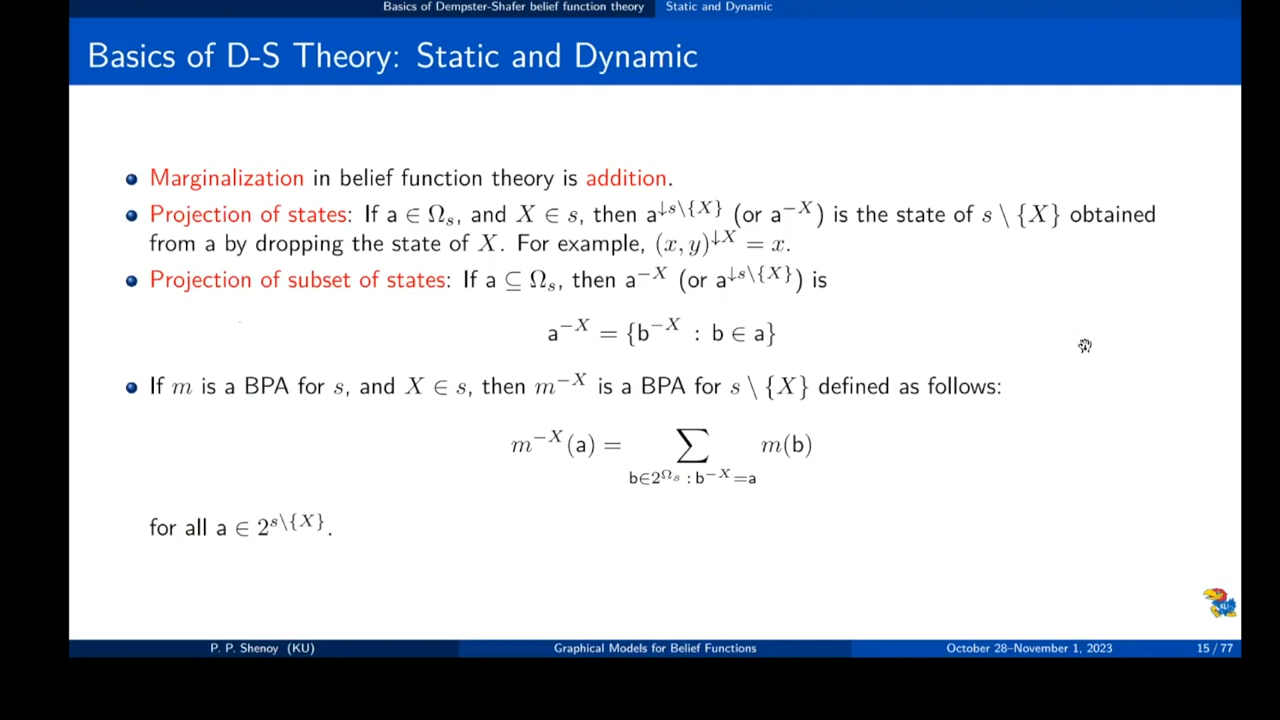 Basics of Dempster-Shafer belief function theory Static and Dynamic
Basics of D-S Theory: Static and Dynamic
Marginalization in belief function theory is addition.
Projection of states: If a ∈ Ωₛ, and X ∈ s, then a^{↓s\{X}} (or a^{−X}) is the state of s \ {X} obtained
from a by dropping the state of X. For example, (x, y)^{↓X} = x.
Projection of subset of states: If a ⊆ Ωₛ, then a^{−X} (or a^{↓s\{X}}) is
a^{−X} = {b^{−X} : b ∈ a}
If m is a BPA for s, and X ∈ s, then m^{−X} is a BPA for s \ {X} defined as follows:
m^{−X}(a) = ∑ m(b)
b∈2^{Ωₛ} : b^{−X}=a
for all a ∈ 2^{s\{X}}.
KU
P. P. Shenoy (KU) Graphical Models for Belief Functions October 28–November 1, 2023 15 / 77